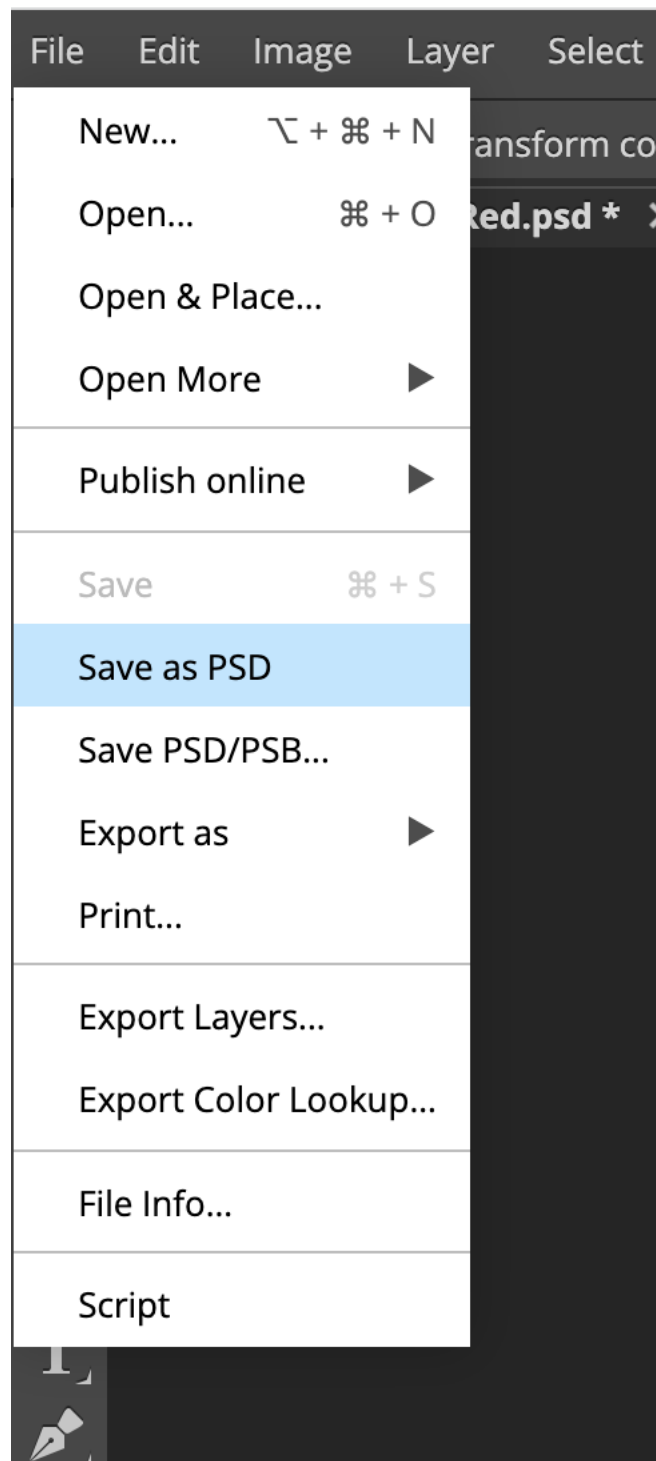 File Edit Image Layer Select
New... ⌥ + ⌘ + N
ransform co
Open... ⌘ + O
Red.psd *
Open & Place...
Open More ▶
Publish online ▶
Save ⌘ + S
Save as PSD
Save PSD/PSB...
Export as ▶
Print...
Export Layers...
Export Color Lookup...
File Info...
Script